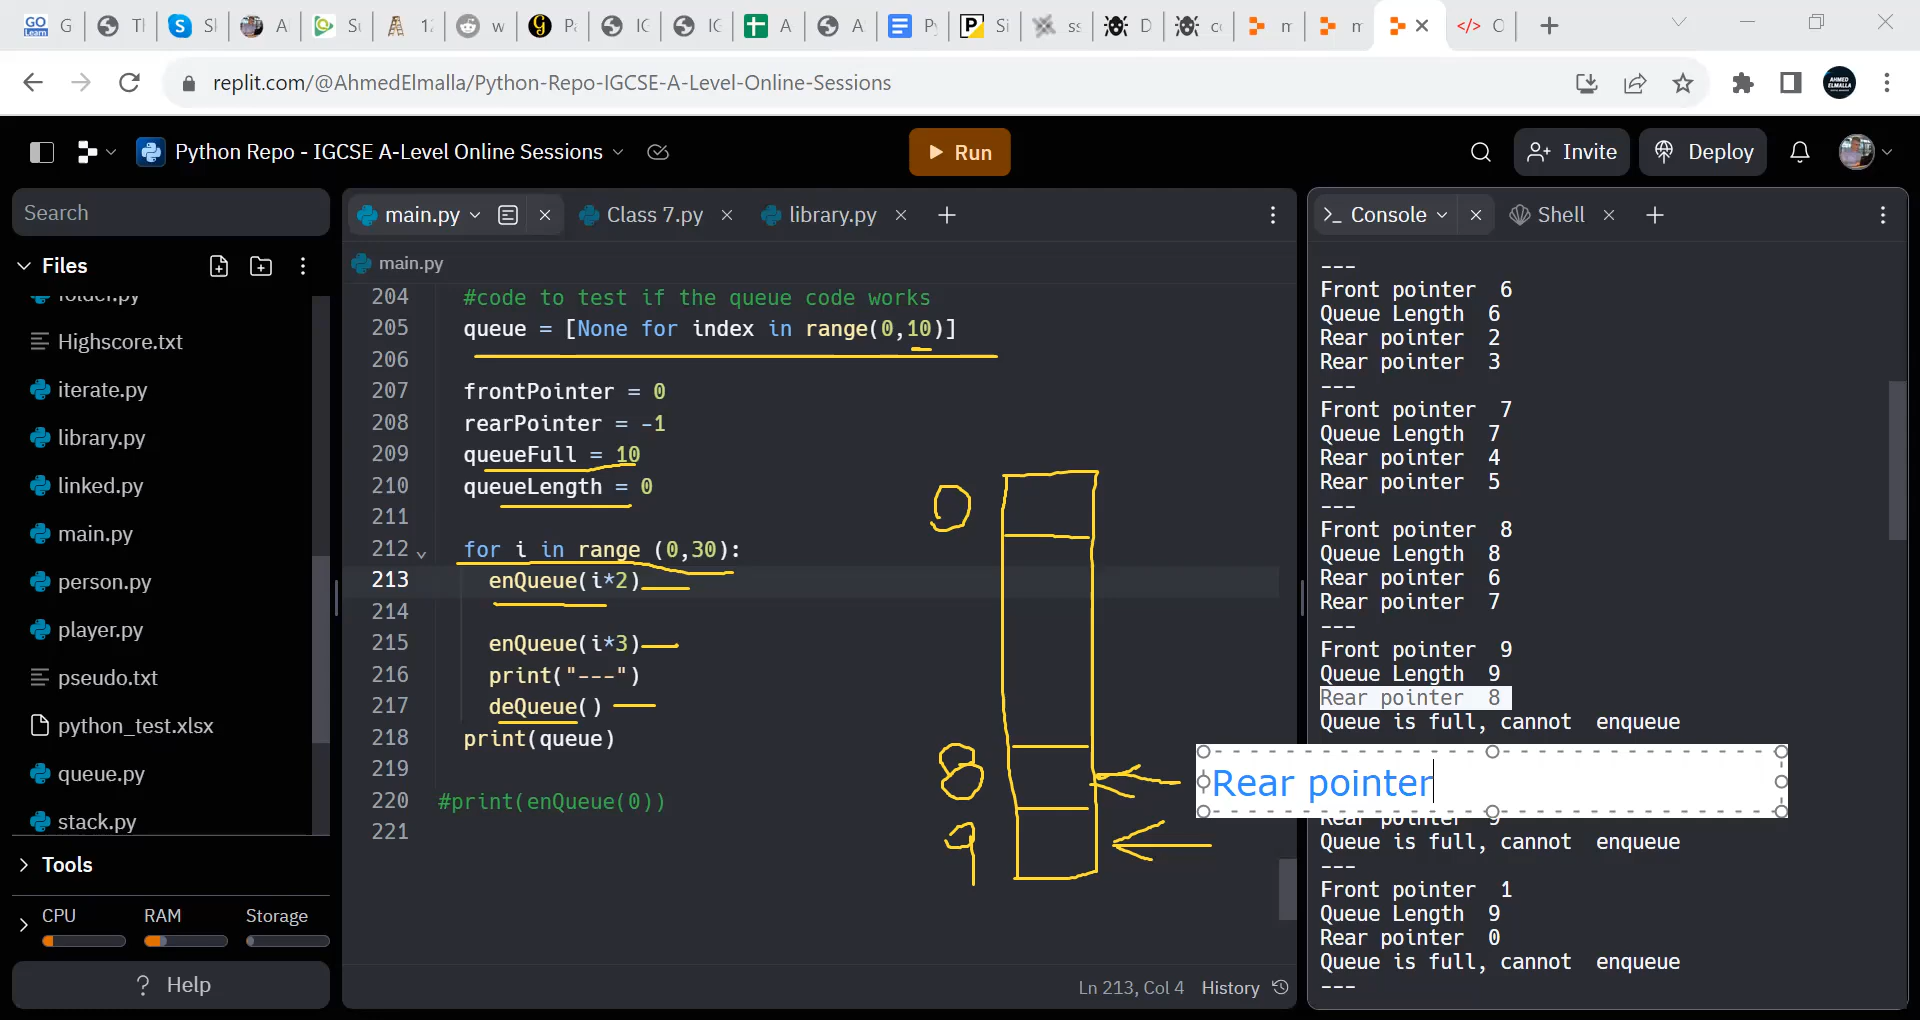 replit.com/@AhmedElmalla/Python-Repo-IGCSE-A-Level-Online-Sessions
Python Repo - IGCSE A-Level Online Sessions
Run
Invite
Deploy
Search
Files
Highscore.txt
iterate.py
library.py
linked.py
main.py
person.py
player.py
pseudo.txt
python_test.xlsx
queue.py
stack.py
Tools
CPU
RAM
Storage
? Help
main.py
Class 7.py
library.py
main.py
204 #code to test if the queue code works
205 queue = [None for index in range(0,10)]
206
207 frontPointer = 0
208 rearPointer = -1
209 queueFull = 10
210 queueLength = 0
211
212 for i in range (0,30):
213 enQueue(i*2)
214
215 enQueue(i*3)
216 print("---")
217 deQueue()
218 print(queue)
219
220 #print(enQueue(0))
221
0
8
9
Ln 213, Col 4 History
Console
Shell
---
Front pointer 6
Queue Length 6
Rear pointer 2
Rear pointer 3
---
Front pointer 7
Queue Length 7
Rear pointer 4
Rear pointer 5
---
Front pointer 8
Queue Length 8
Rear pointer 6
Rear pointer 7
---
Front pointer 9
Queue Length 9
Rear pointer 8
Queue is full, cannot enqueue
Rear pointer
Rear pointer 9
Queue is full, cannot enqueue
---
Front pointer 1
Queue Length 9
Rear pointer 0
Queue is full, cannot enqueue
---